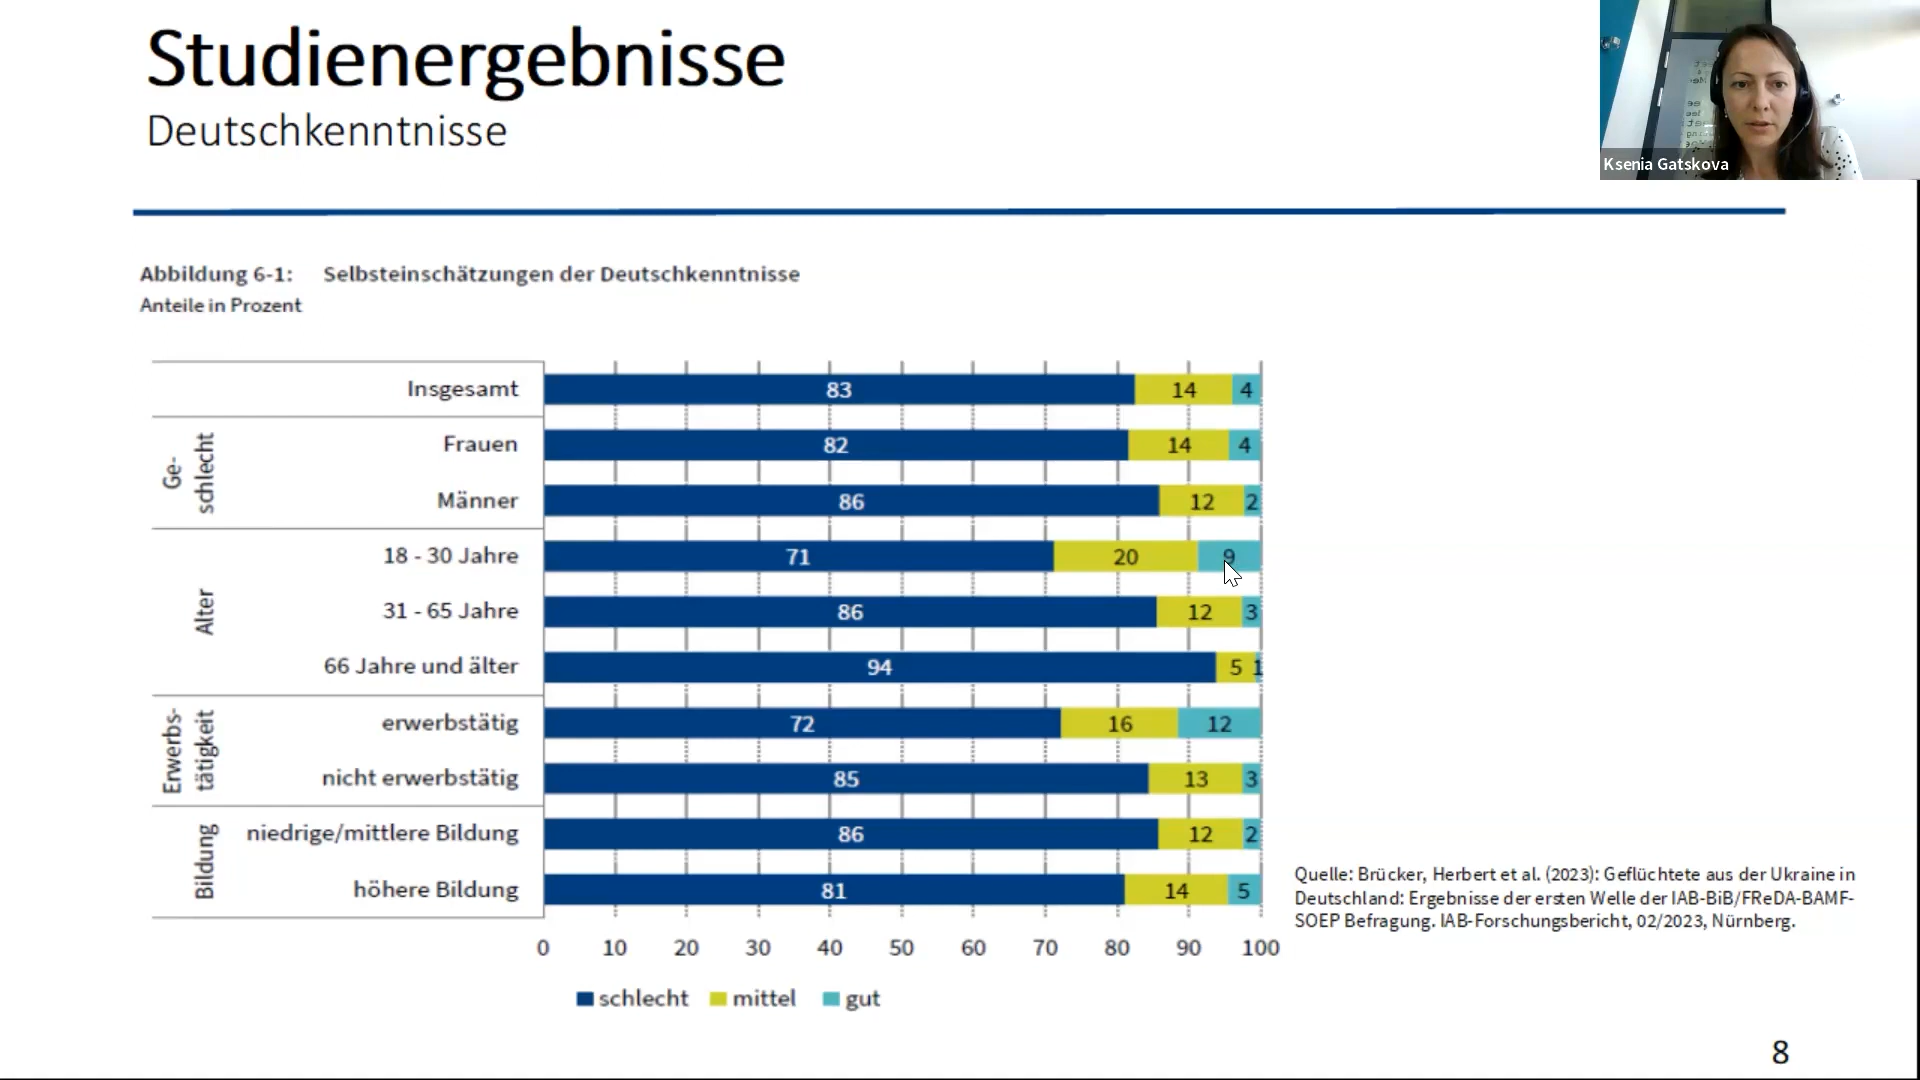 Studienergebnisse
Deutschkenntnisse
Ksenia Gatskova
Abbildung 6-1: Selbsteinschätzungen der Deutschkenntnisse
Anteile in Prozent
Insgesamt 83 14 4
Ge-
schlecht
Frauen 82 14 4
Männer 86 12 2
Alter
18 - 30 Jahre 71 20 9
31 - 65 Jahre 86 12 3
66 Jahre und älter 94 5 1
Erwerbs-
tätigkeit
erwerbstätig 72 16 12
nicht erwerbstätig 85 13 3
Bildung
niedrige/mittlere Bildung 86 12 2
höhere Bildung 81 14 5
0 10 20 30 40 50 60 70 80 90 100
schlecht mittel gut
Quelle: Brücker, Herbert et al. (2023): Geflüchtete aus der Ukraine in
Deutschland: Ergebnisse der ersten Welle der IAB-BiB/FReDA-BAMF-
SOEP Befragung. IAB-Forschungsbericht, 02/2023, Nürnberg.
8